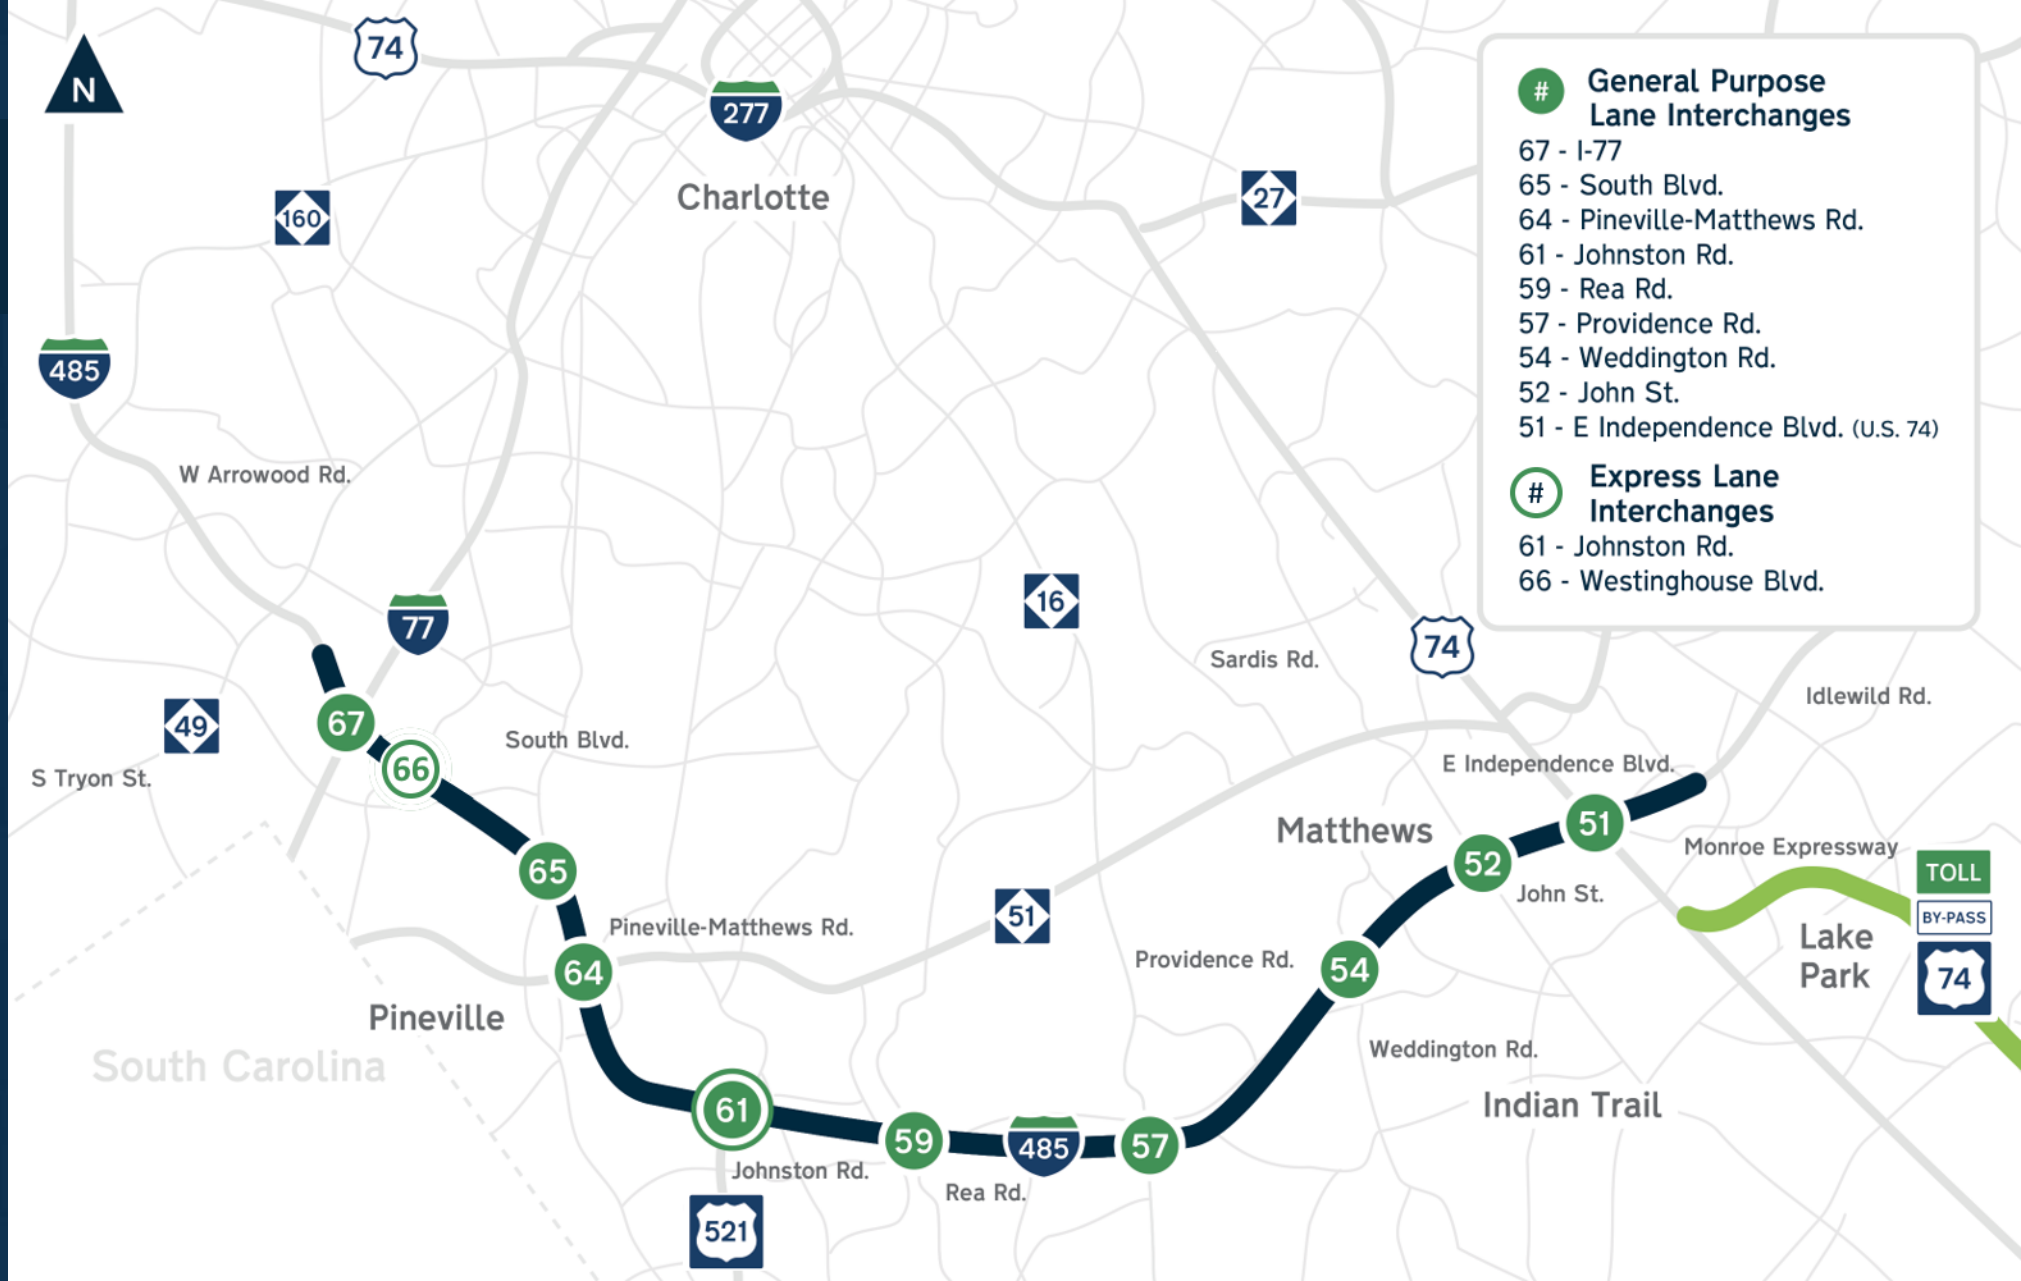 N
74
277
Charlotte
160
27
485
W Arrowood Rd.
77
16
74
Sardis Rd.
Idlewild Rd.
49
S Tryon St.
67
66
South Blvd.
E Independence Blvd.
65
Matthews
52
51
John St.
Monroe Expressway
TOLL
BY-PASS
74
Lake
Park
Pineville-Matthews Rd.
51
64
Providence Rd.
54
Pineville
South Carolina
Weddington Rd.
Indian Trail
61
Johnston Rd.
59
Rea Rd.
485
57
521
# General Purpose
Lane Interchanges
67 - I-77
65 - South Blvd.
64 - Pineville-Matthews Rd.
61 - Johnston Rd.
59 - Rea Rd.
57 - Providence Rd.
54 - Weddington Rd.
52 - John St.
51 - E Independence Blvd. (U.S. 74)
# Express Lane
Interchanges
61 - Johnston Rd.
66 - Westinghouse Blvd.